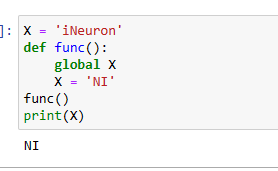 ]: X = 'iNeuron'
def func():
    global X
    X = 'NI'
func()
print(X)
NI